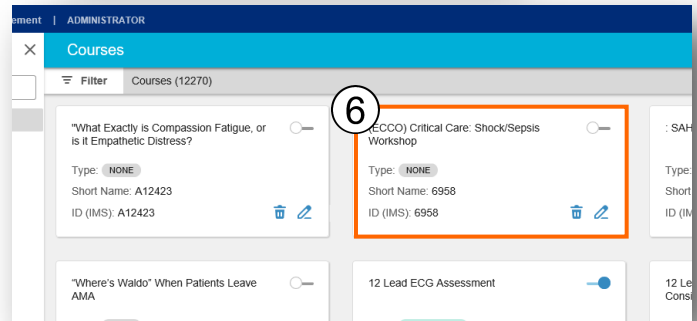 ement | ADMINISTRATOR
Courses
Filter Courses (12270)
6
"What Exactly is Compassion Fatigue, or
is it Empathetic Distress?
Type: NONE
Short Name: A12423
ID (IMS): A12423
(ECCO) Critical Care: Shock/Sepsis
Workshop
Type: NONE
Short Name: 6958
ID (IMS): 6958
: SAH
Type:
Short
ID (IM
"Where's Waldo" When Patients Leave
AMA
12 Lead ECG Assessment
12 Le
Consi